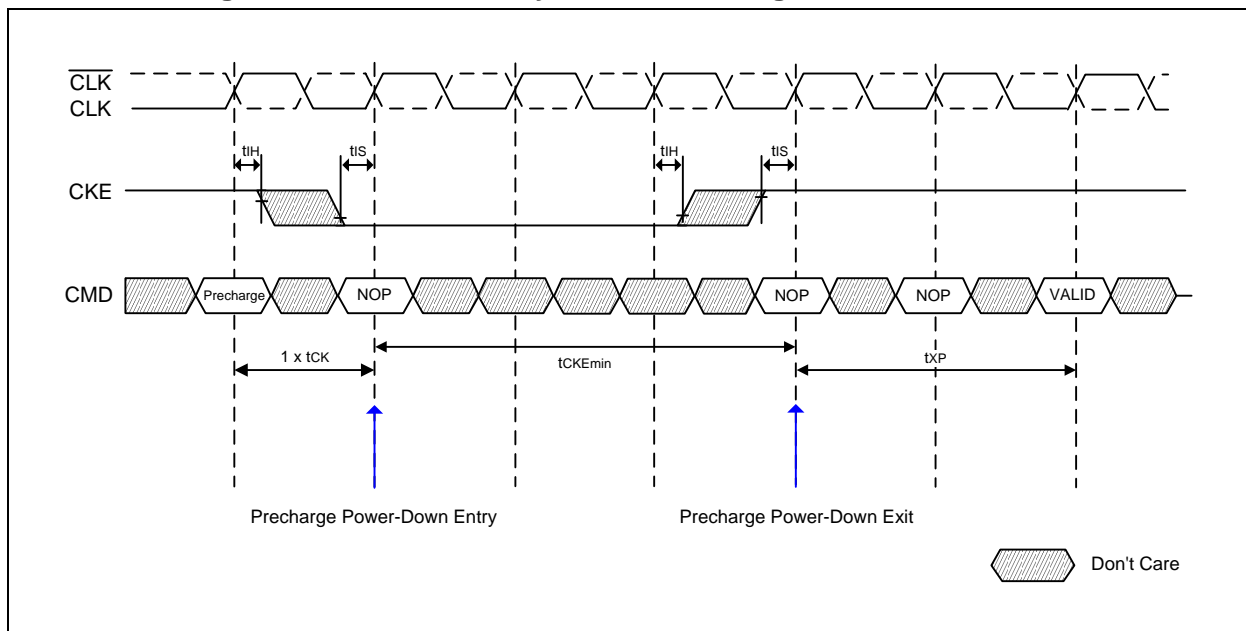 CLK
CLK
tIH
tIS
tIH
tIS
CKE
CMD
Precharge
NOP
NOP
NOP
VALID
1 x tCK
tCKEmin
tXP
Precharge Power-Down Entry
Precharge Power-Down Exit
Don't Care